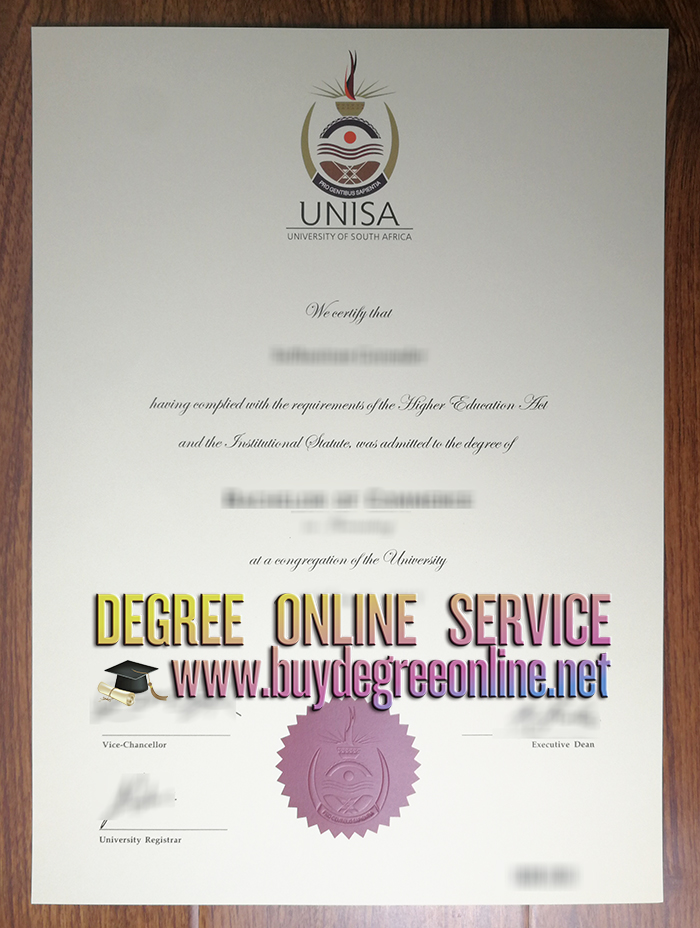 PRO GENTIBUS SAPIENTIA
UNISA
UNIVERSITY OF SOUTH AFRICA
We certify that
having complied with the requirements of the Higher Education Act
and the Institutional Statute, was admitted to the degree of
at a congregation of the University
DEGREE ONLINE SERVICE
www.buydegreeonline.net
Vice-Chancellor
Executive Dean
University Registrar